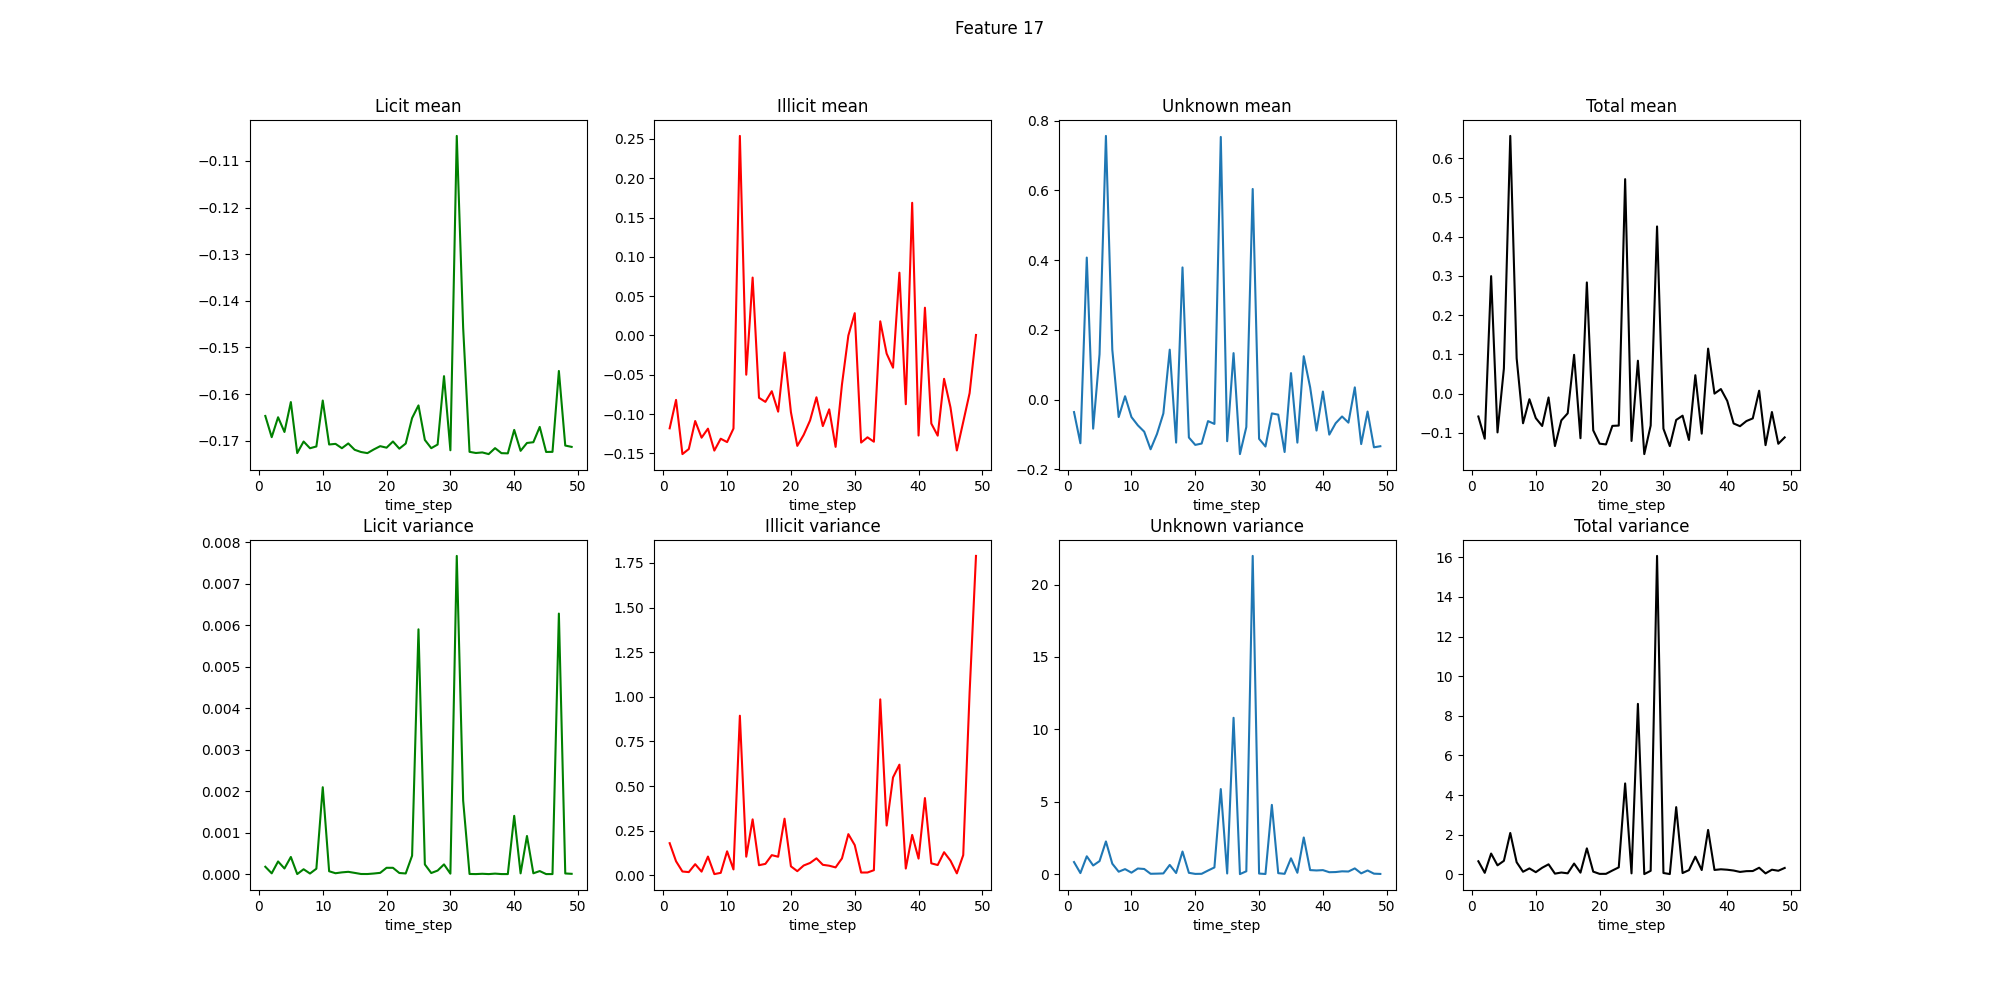 Feature 17
Licit mean
Illicit mean
Unknown mean
Total mean
−0.11
−0.12
−0.13
−0.14
−0.15
−0.16
−0.17
0 10 20 30 40 50
time_step
0.25
0.20
0.15
0.10
0.05
0.00
−0.05
−0.10
−0.15
0 10 20 30 40 50
time_step
0.8
0.6
0.4
0.2
0.0
−0.2
0 10 20 30 40 50
time_step
0.6
0.5
0.4
0.3
0.2
0.1
0.0
−0.1
0 10 20 30 40 50
time_step
Licit variance
Illicit variance
Unknown variance
Total variance
0.008
0.007
0.006
0.005
0.004
0.003
0.002
0.001
0.000
0 10 20 30 40 50
time_step
1.75
1.50
1.25
1.00
0.75
0.50
0.25
0.00
0 10 20 30 40 50
time_step
20
15
10
5
0
0 10 20 30 40 50
time_step
16
14
12
10
8
6
4
2
0
0 10 20 30 40 50
time_step